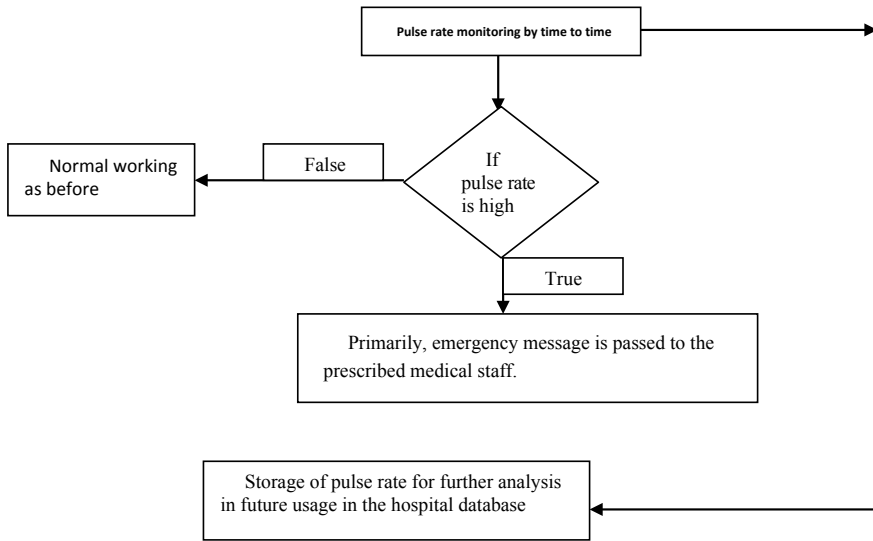 Pulse rate monitoring by time to time
If
pulse rate
is high
False
Normal working
as before
True
Primarily, emergency message is passed to the
prescribed medical staff.
Storage of pulse rate for further analysis
in future usage in the hospital database